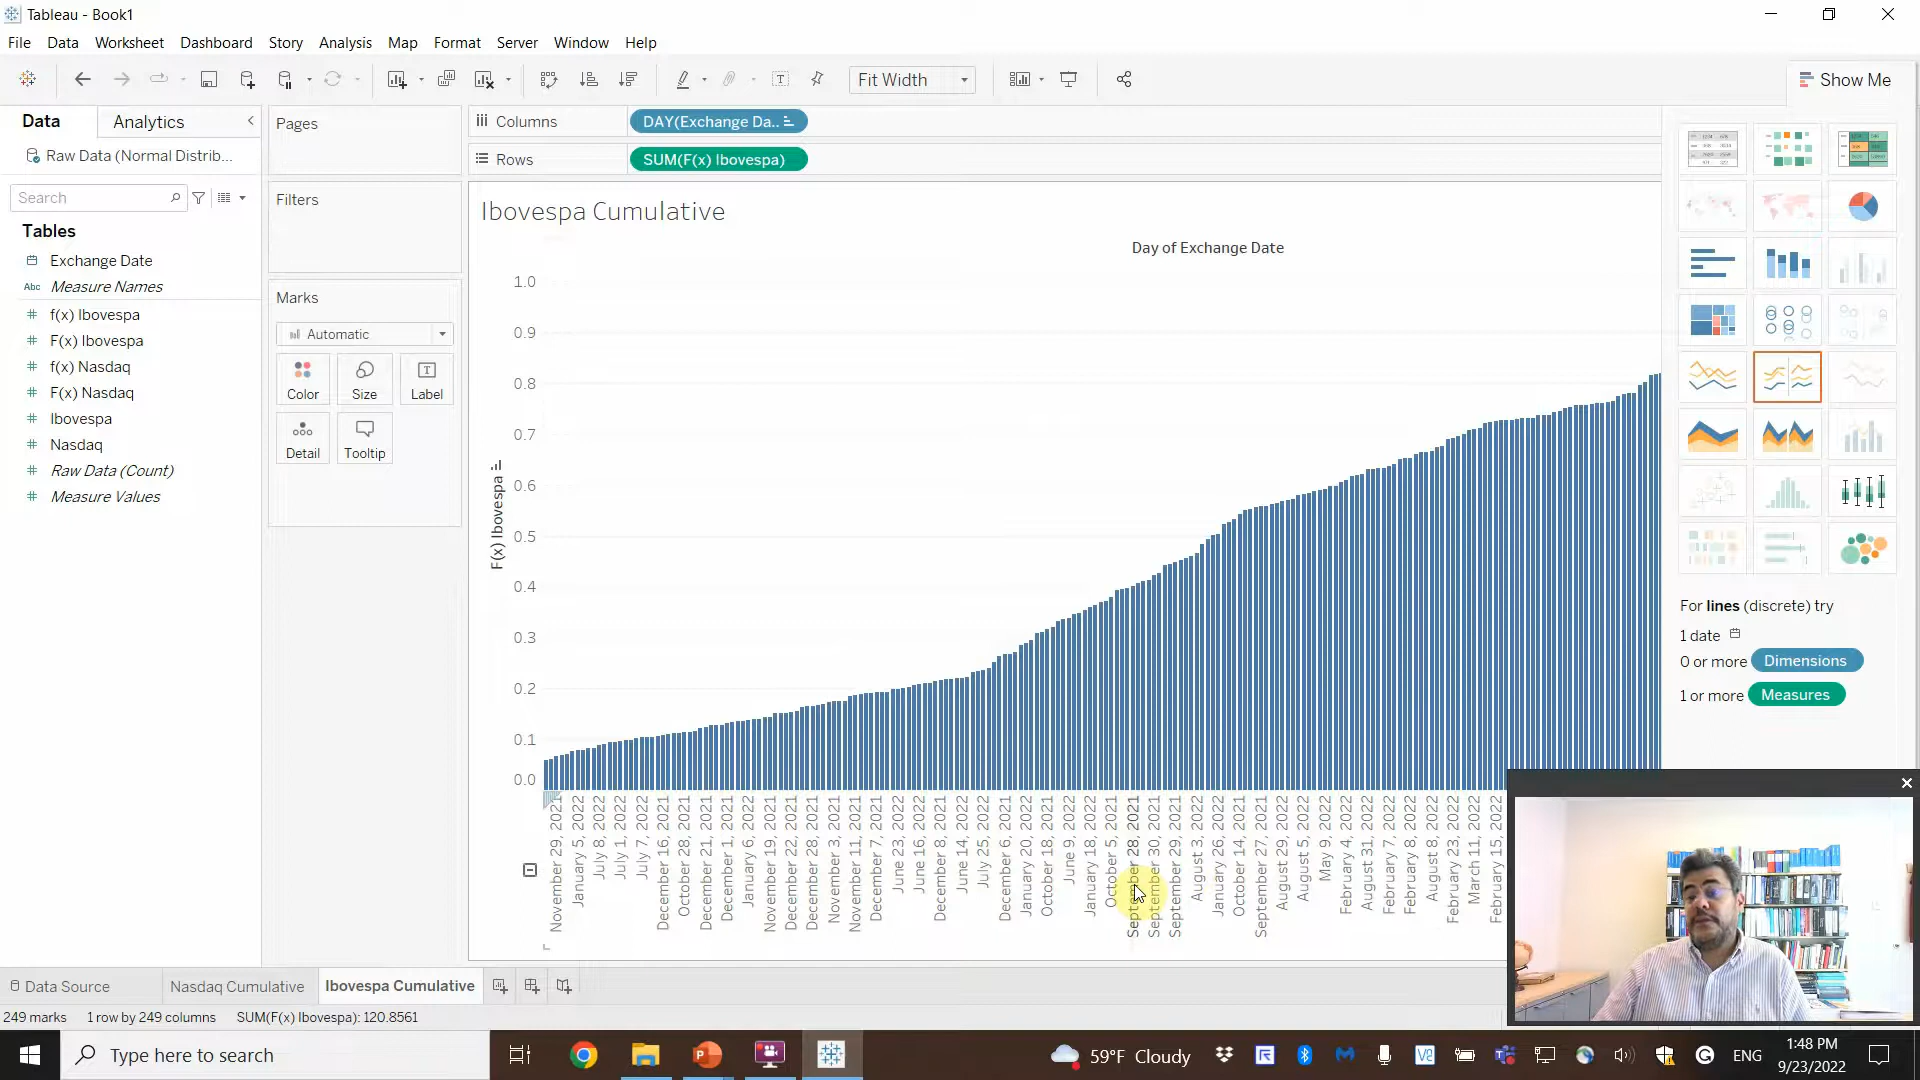 Tableau - Book1
File Data Worksheet Dashboard Story Analysis Map Format Server Window Help
Fit Width
Show Me
Data Analytics
Raw Data (Normal Distrib...
Search
Tables
Exchange Date
Abc Measure Names
f(x) Ibovespa
F(x) Ibovespa
f(x) Nasdaq
F(x) Nasdaq
Ibovespa
Nasdaq
Raw Data (Count)
Measure Values
Pages
Filters
Marks
Automatic
Color Size Label
Detail Tooltip
Columns DAY(Exchange Da..
Rows SUM(F(x) Ibovespa)
Ibovespa Cumulative
Day of Exchange Date
F(x) Ibovespa
1.0
0.9
0.8
0.7
0.6
0.5
0.4
0.3
0.2
0.1
0.0
November 29, 2021
January 5, 2022
July 8, 2022
July 1, 2022
July 7, 2022
December 16, 2021
October 28, 2021
December 21, 2021
December 1, 2021
January 6, 2022
November 19, 2021
December 22, 2021
December 28, 2021
November 3, 2021
November 11, 2021
December 7, 2021
June 23, 2022
June 16, 2022
December 8, 2021
June 14, 2022
July 25, 2022
December 6, 2021
January 20, 2022
October 18, 2021
June 9, 2022
January 18, 2022
October 5, 2021
September 28, 2021
September 30, 2021
September 29, 2021
August 3, 2022
January 26, 2022
October 14, 2021
September 27, 2021
August 29, 2022
August 5, 2022
May 9, 2022
February 4, 2022
August 31, 2022
February 7, 2022
February 8, 2022
August 8, 2022
February 23, 2022
March 11, 2022
February 15, 2022
For lines (discrete) try
1 date
0 or more Dimensions
1 or more Measures
Data Source Nasdaq Cumulative Ibovespa Cumulative
249 marks 1 row by 249 columns SUM(F(x) Ibovespa): 120.8561
Type here to search
59°F Cloudy
ENG
1:48 PM
9/23/2022